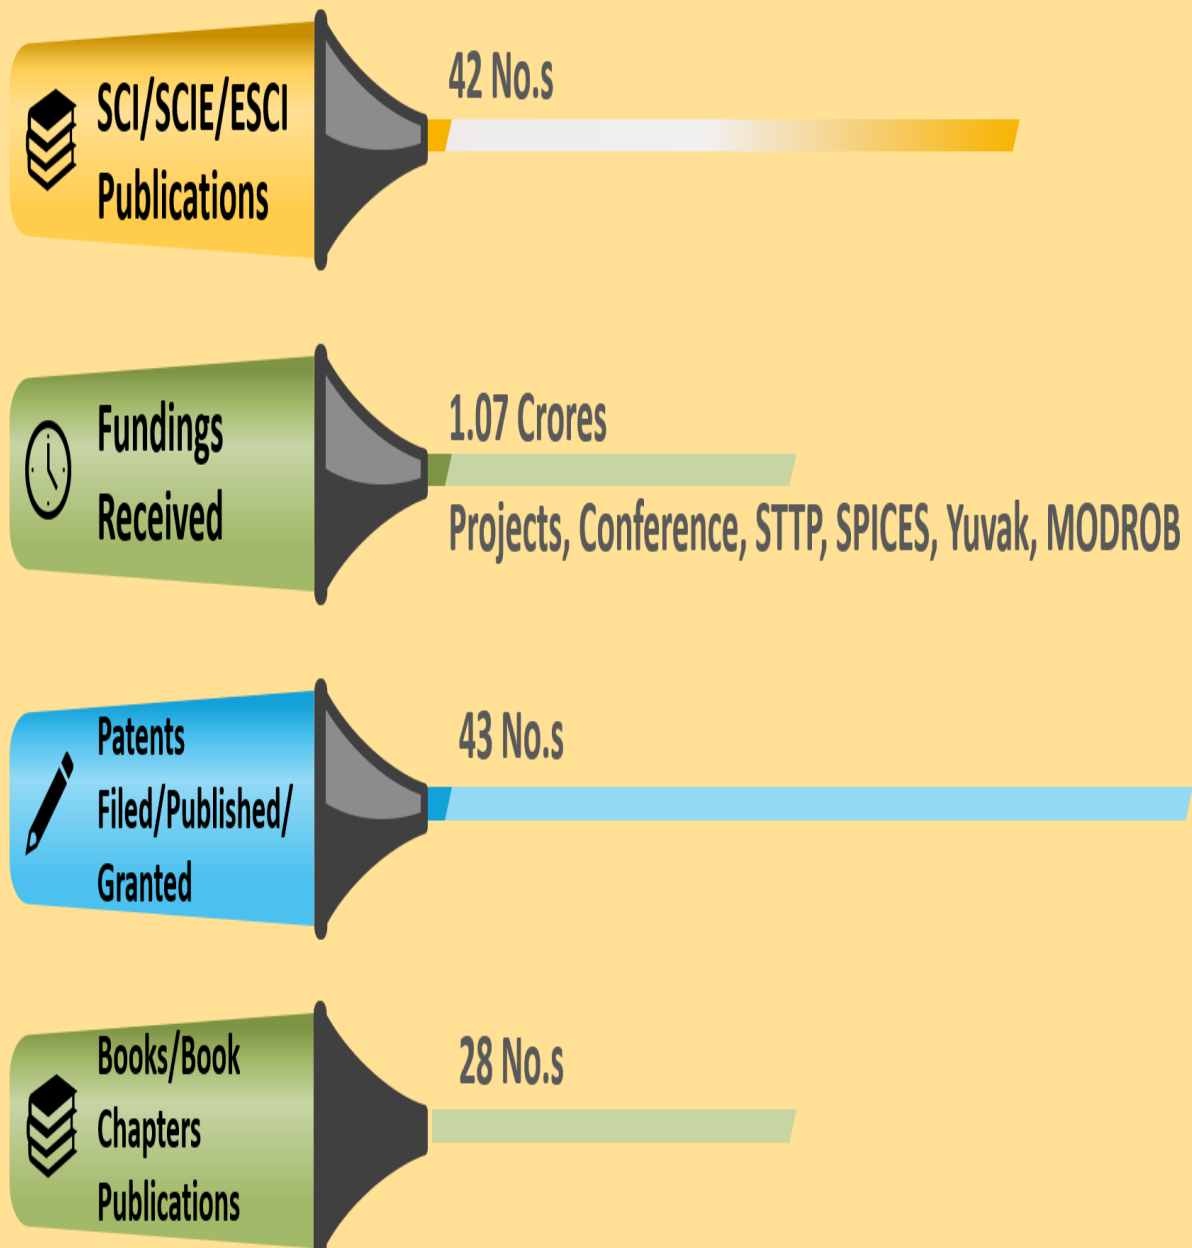 SCI/SCIE/ESCI
Publications
42 No.s
Fundings
Received
1.07 Crores
Projects, Conference, STTP, SPICES, Yuvak, MODROB
Patents
Filed/Published/
Granted
43 No.s
Books/Book
Chapters
Publications
28 No.s